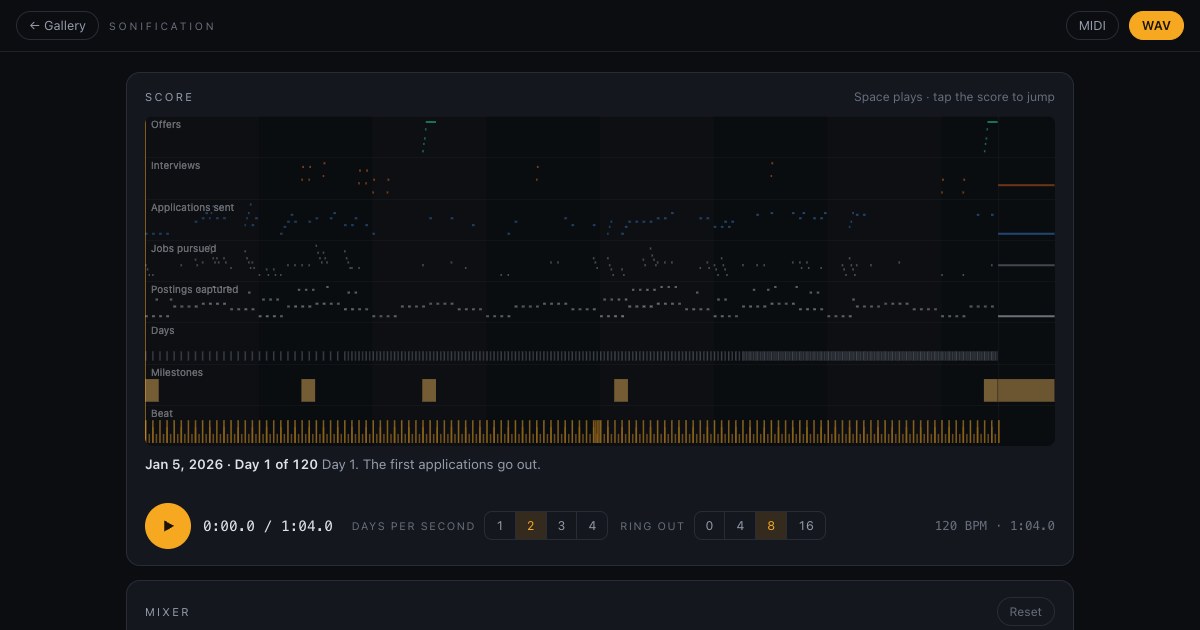 ← Gallery SONIFICATION MIDI WAV
SCORE Space plays · tap the score to jump
Offers
Interviews
Applications sent
Jobs pursued
Postings captured
Days
Milestones
Beat
Jan 5, 2026 · Day 1 of 120 Day 1. The first applications go out.
0:00.0 / 1:04.0 DAYS PER SECOND 1 2 3 4 RING OUT 0 4 8 16 120 BPM · 1:04.0
MIXER Reset